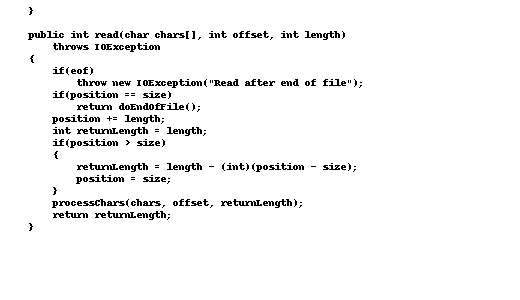 }
public int read(char chars[], int offset, int length)
throws IOException
{
if(eof)
throw new IOException("Read after end of file");
if(position == size)
return doEndOfFile();
position += length;
int returnLength = length;
if(position > size)
{
returnLength = length - (int)(position - size);
position = size;
}
processChars(chars, offset, returnLength);
return returnLength;
}